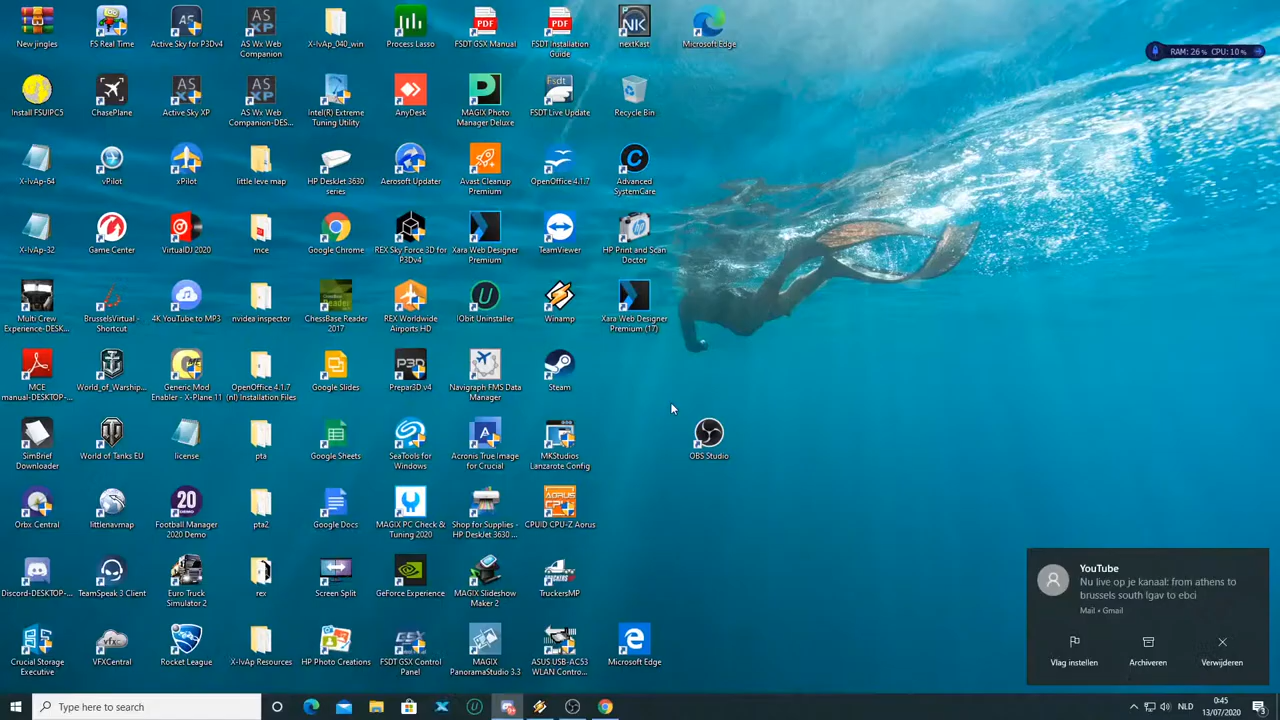 New jingles
FS Real Time
Active Sky for P3Dv4
AS Wx Web
Companion
X-IvAp_040_win
Process Lasso
FSDT GSX Manual
FSDT Installation
Guide
nextKast
Microsoft Edge
RAM: 26% CPU: 10%
Install FSUIPC5
ChasePlane
Active Sky XP
AS Wx Web
Companion-DES...
Intel(R) Extreme
Tuning Utility
AnyDesk
MAGIX Photo
Manager Deluxe
FSDT Live Update
Recycle Bin
X-IvAp-64
vPilot
xPilot
little leve map
HP DeskJet 3630
series
Aerosoft Updater
Avast Cleanup
Premium
OpenOffice 4.1.7
Advanced
SystemCare
X-IvAp-32
Game Center
VirtualDJ 2020
mce
Google Chrome
REX Sky Force 3D for
P3Dv4
Xara Web Designer
Premium
TeamViewer
HP Print and Scan
Doctor
Multi Crew
Experience-DESK...
BrusselsVirtual -
Shortcut
4K YouTube to MP3
nvidea inspector
ChessBase Reader
2017
REX Worldwide
Airports HD
IObit Uninstaller
Winamp
Xara Web Designer
Premium (17)
MCE
manual-DESKTOP-...
World_of_Warship...
Generic Mod
Enabler - X-Plane 11
OpenOffice 4.1.7
(nl) Installation Files
Google Slides
Prepar3D v4
Navigraph FMS Data
Manager
Steam
SimBrief
Downloader
World of Tanks EU
license
pta
Google Sheets
SeaTools for
Windows
Acronis True Image
for Crucial
MKStudios
Lanzarote Config
OBS Studio
Orbx Central
littlenavmap
Football Manager
2020 Demo
pta2
Google Docs
MAGIX PC Check &
Tuning 2020
Shop for Supplies -
HP DeskJet 3630 ...
CPUID CPU-Z Aorus
Discord-DESKTOP-...
TeamSpeak 3 Client
Euro Truck
Simulator 2
rex
Screen Split
GeForce Experience
MAGIX Slideshow
Maker 2
TruckersMP
Crucial Storage
Executive
VFXCentral
Rocket League
X-IvAp Resources
HP Photo Creations
FSDT GSX Control
Panel
MAGIX
PanoramaStudio 3.3
ASUS USB-AC53
WLAN Contro...
Microsoft Edge
YouTube
Nu live op je kanaal: from athens to
brussels south lgav to ebci
Mail • Gmail
Vlag instellen
Archiveren
Verwijderen
Type here to search
NLD
0:45
13/07/2020
3